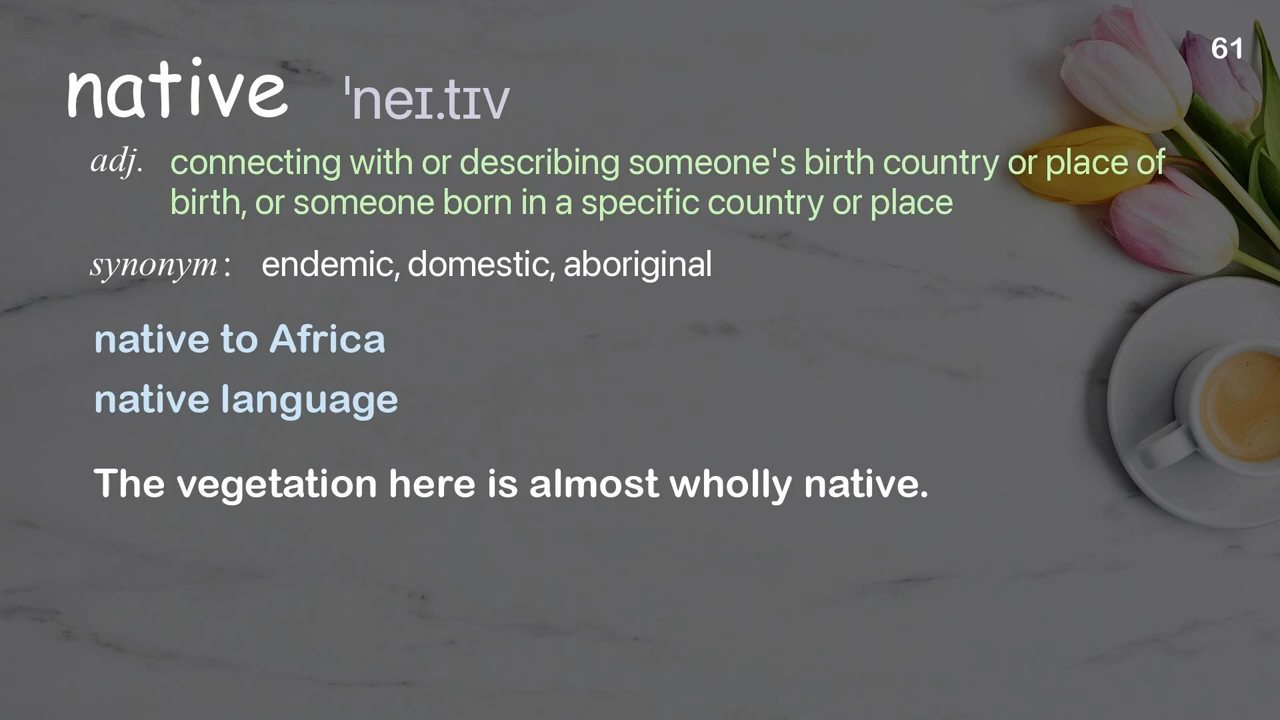 61
native ˈneɪ.tɪv
adj. connecting with or describing someone's birth country or place of
birth, or someone born in a specific country or place
synonym: endemic, domestic, aboriginal
native to Africa
native language
The vegetation here is almost wholly native.